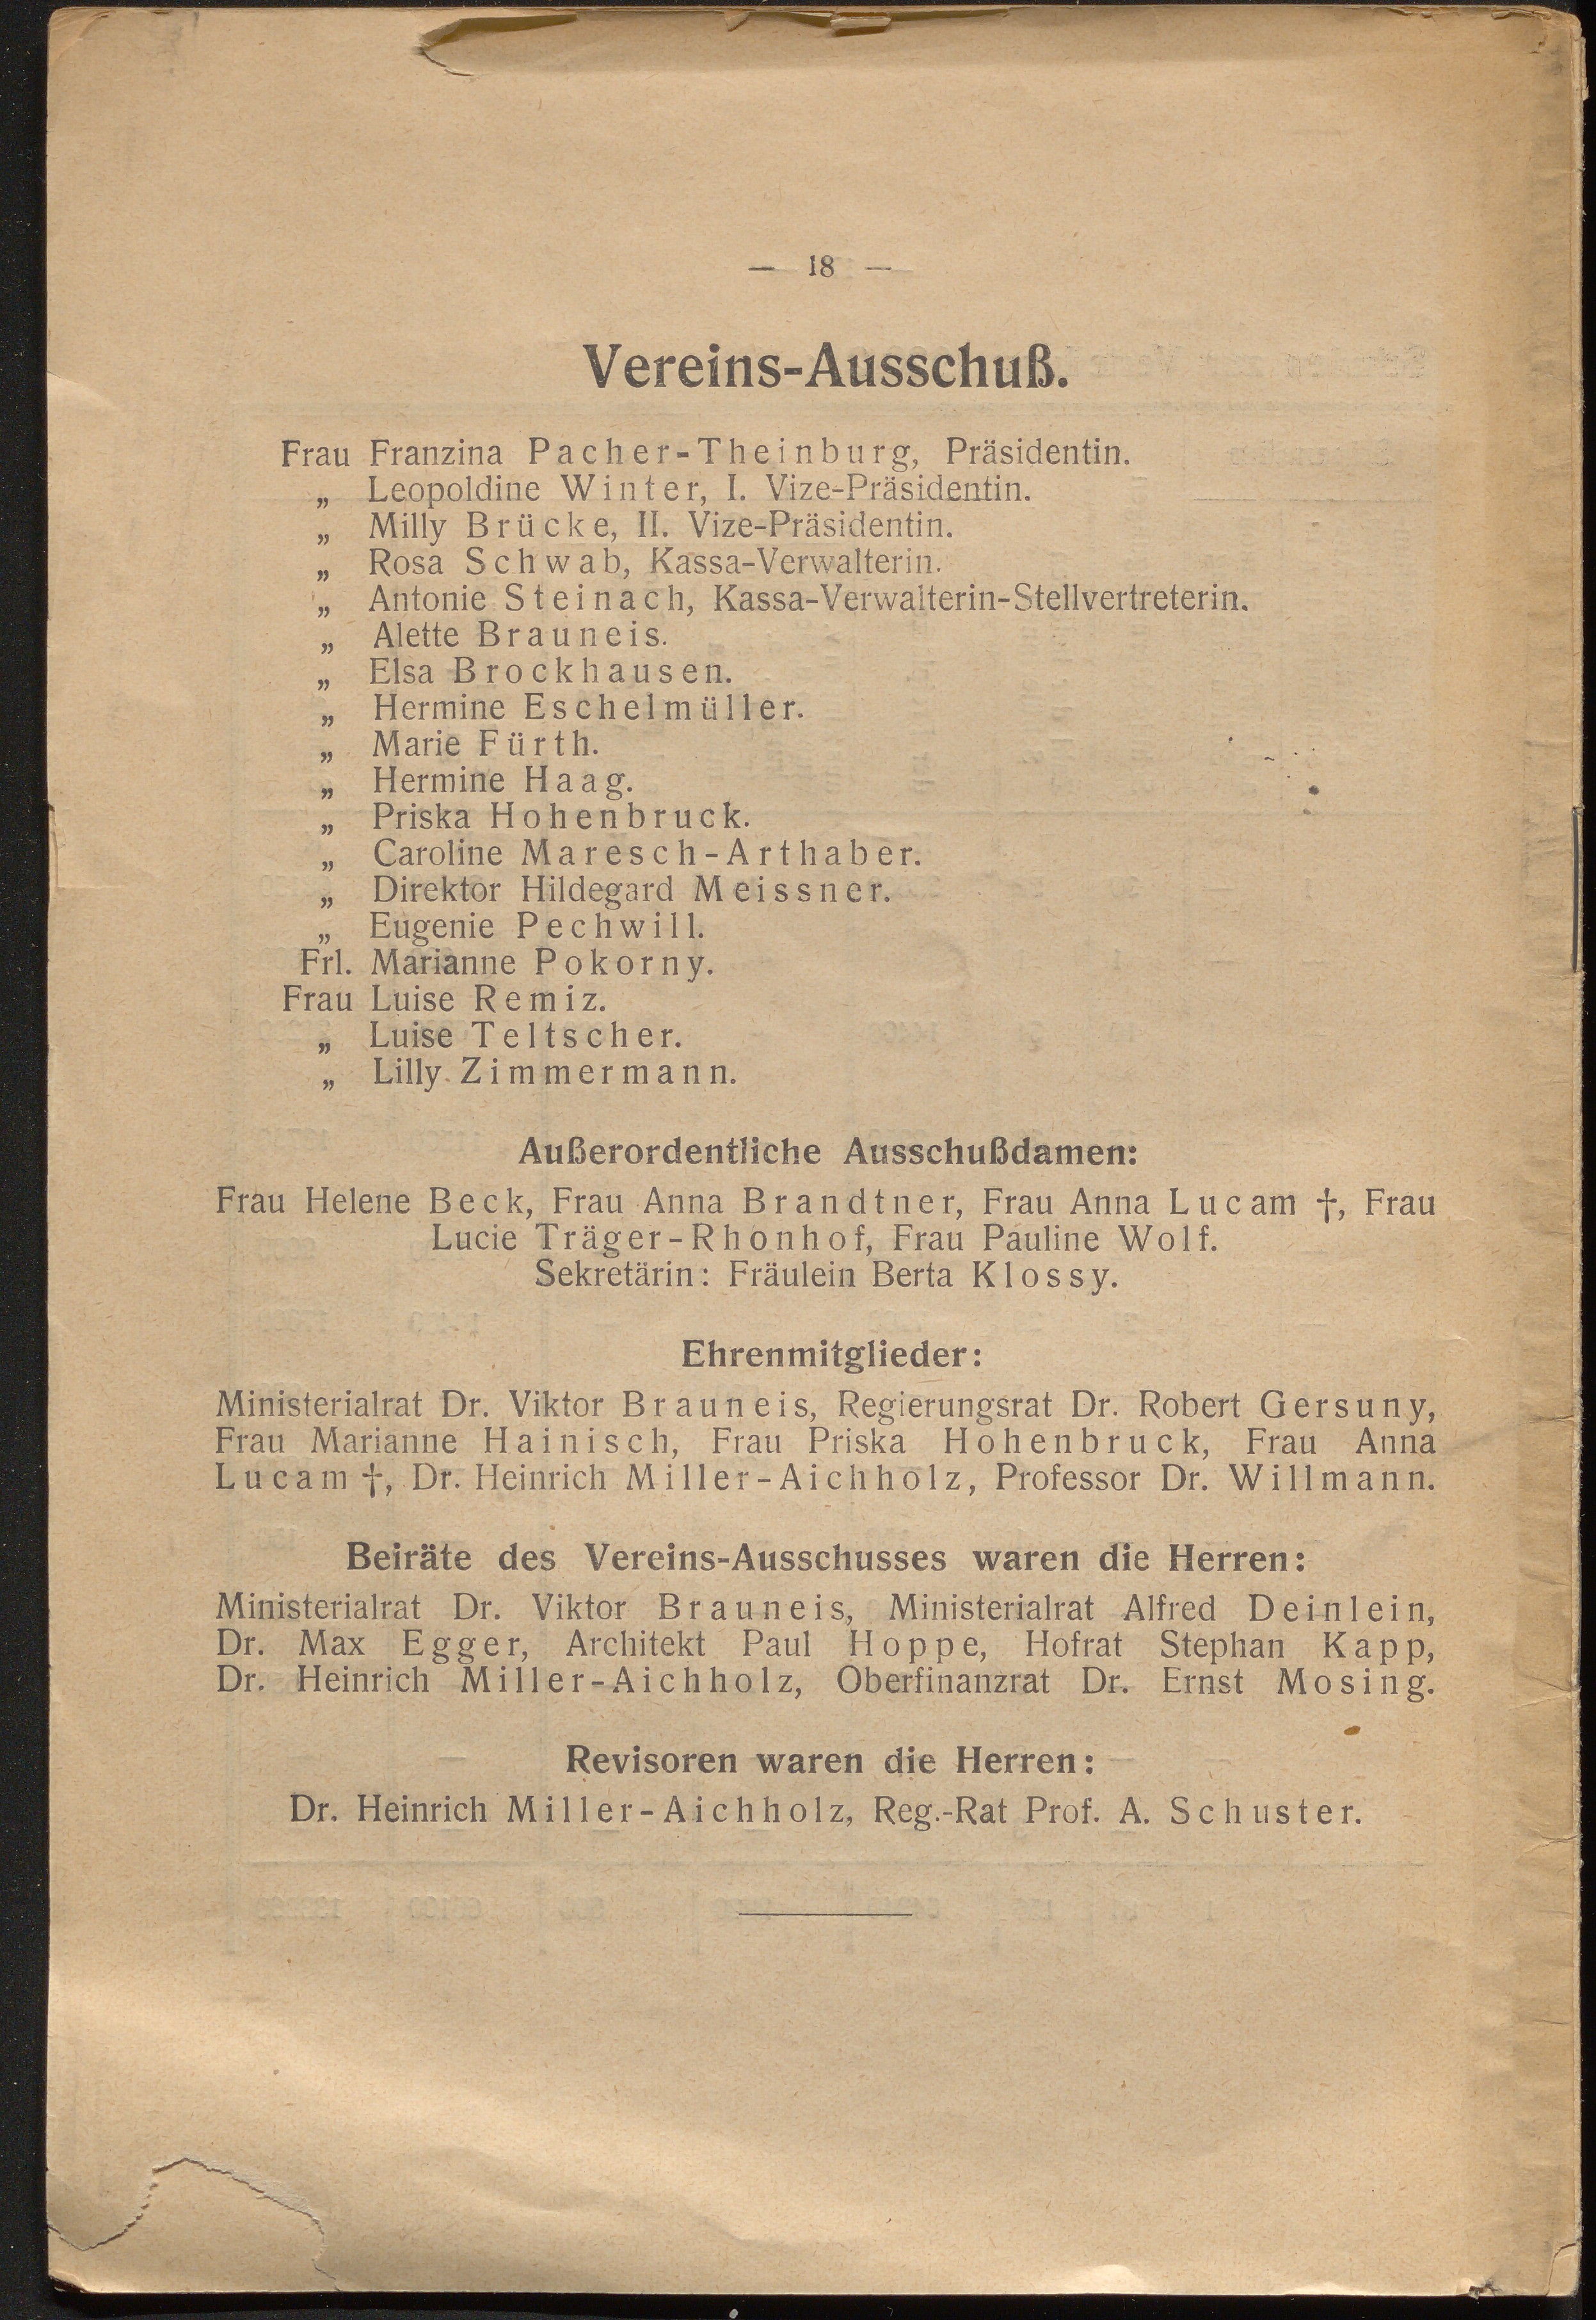 — 18 —
Vereins-Ausschuß.
Frau Franzina Pacher-Theinburg, Präsidentin.
„ Leopoldine Winter, I. Vize-Präsidentin.
„ Milly Brücke, II. Vize-Präsidentin.
„ Rosa Schwab, Kassa-Verwalterin.
„ Antonie Steinach, Kassa-Verwalterin-Stellvertreterin.
„ Alette Brauneis.
„ Elsa Brockhausen.
„ Hermine Eschelmüller.
„ Marie Fürth.
„ Hermine Haag.
„ Priska Hohenbruck.
„ Caroline Maresch-Arthaber.
„ Direktor Hildegard Meissner.
„ Eugenie Pechwill.
Frl. Marianne Pokorny.
Frau Luise Remiz.
„ Luise Teltscher.
„ Lilly Zimmermann.
Außerordentliche Ausschußdamen:
Frau Helene Beck, Frau Anna Brandtner, Frau Anna Lucam †, Frau
Lucie Träger-Rhonhof, Frau Pauline Wolf.
Sekretärin: Fräulein Berta Klossy.
Ehrenmitglieder:
Ministerialrat Dr. Viktor Brauneis, Regierungsrat Dr. Robert Gersuny,
Frau Marianne Hainisch, Frau Priska Hohenbruck, Frau Anna
Lucam †, Dr. Heinrich Miller-Aichholz, Professor Dr. Willmann.
Beiräte des Vereins-Ausschusses waren die Herren:
Ministerialrat Dr. Viktor Brauneis, Ministerialrat Alfred Deinlein,
Dr. Max Egger, Architekt Paul Hoppe, Hofrat Stephan Kapp,
Dr. Heinrich Miller-Aichholz, Oberfinanzrat Dr. Ernst Mosing.
Revisoren waren die Herren:
Dr. Heinrich Miller-Aichholz, Reg.-Rat Prof. A. Schuster.